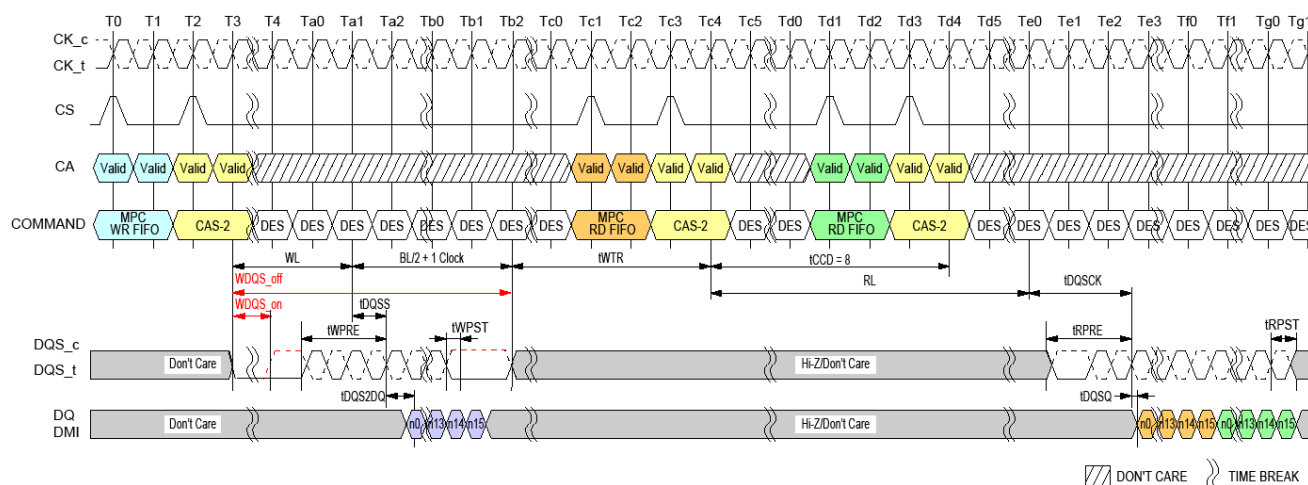 T0 T1 T2 T3 T4 Ta0 Ta1 Ta2 Tb0 Tb1 Tb2 Tc0 Tc1 Tc2 Tc3 Tc4 Tc5 Td0 Td1 Td2 Td3 Td4 Td5 Te0 Te1 Te2 Te3 Tf0 Tf1 Tg0 Tg1
CK_c
CK_t
CS
CA Valid Valid Valid Valid Valid Valid Valid Valid Valid Valid Valid Valid
COMMAND MPC WR FIFO CAS-2 DES DES DES DES DES DES DES DES MPC RD FIFO CAS-2 DES DES MPC RD FIFO CAS-2 DES DES DES DES DES DES DES DES DES
WL BL/2 + 1 Clock tWTR tCCD = 8
WDQS_off RL tDQSCK
WDQS_on tDQSS
tWPRE tWPST tRPRE tRPST
DQS_c
DQS_t Don't Care Hi-Z/Don't Care
tDQS2DQ tDQSQ
DQ
DMI Don't Care n0 n13 n14 n15 Hi-Z/Don't Care n0 n13 n14 n15 n0 n13 n14 n15
DON'T CARE TIME BREAK